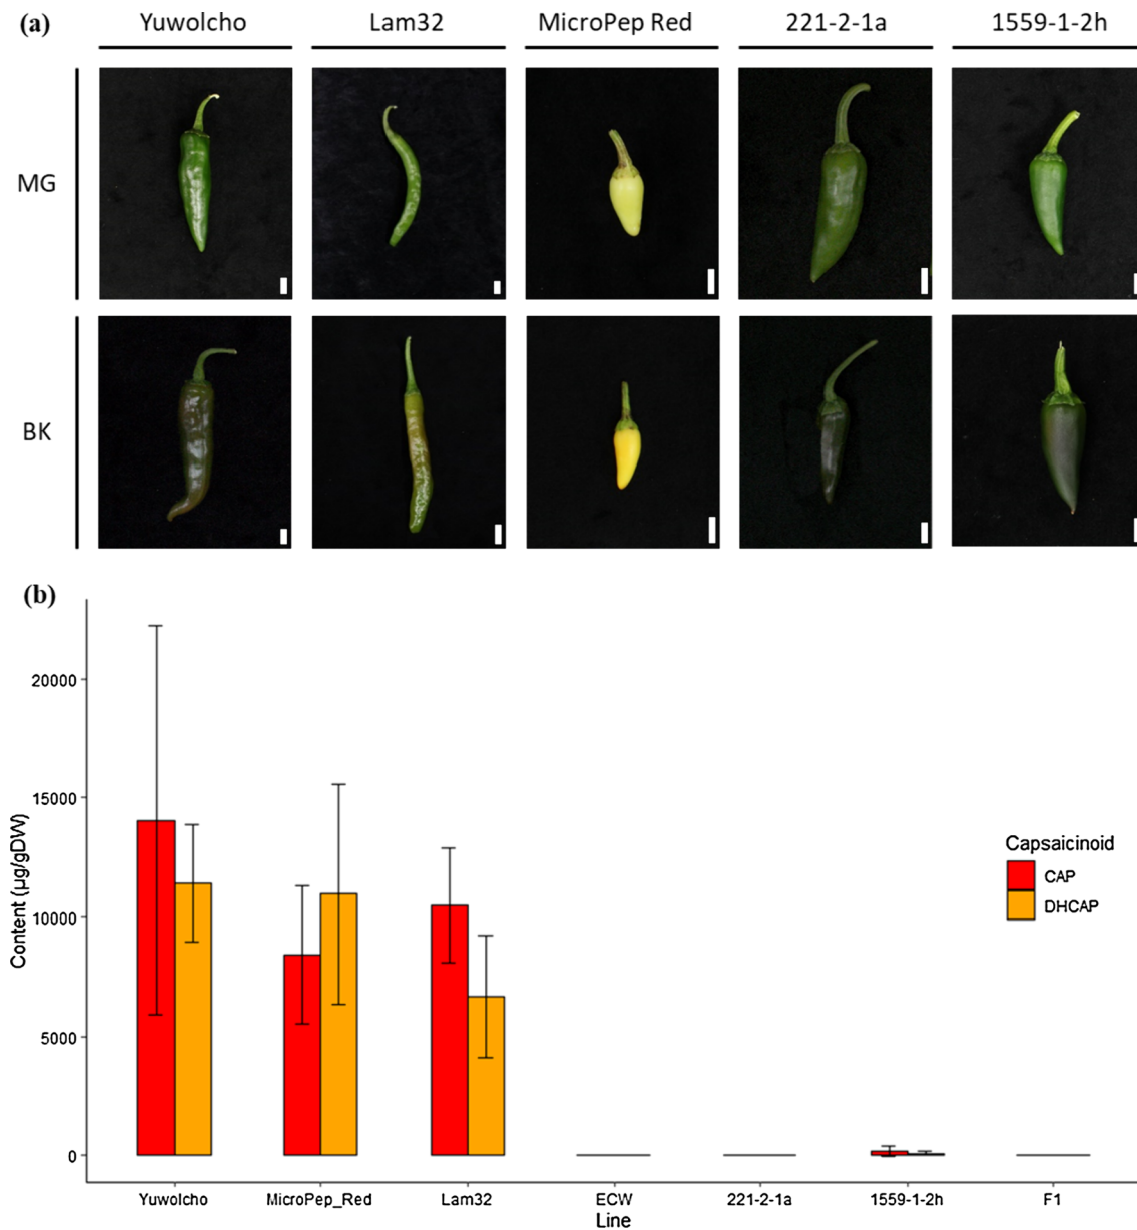 (a)
Yuwolcho Lam32 MicroPep Red 221-2-1a 1559-1-2h
MG
BK
(b)
Content (µg/gDW)
20000
15000
10000
5000
0
Capsaicinoid
CAP
DHCAP
Yuwolcho MicroPep_Red Lam32 ECW 221-2-1a 1559-1-2h F1
Line